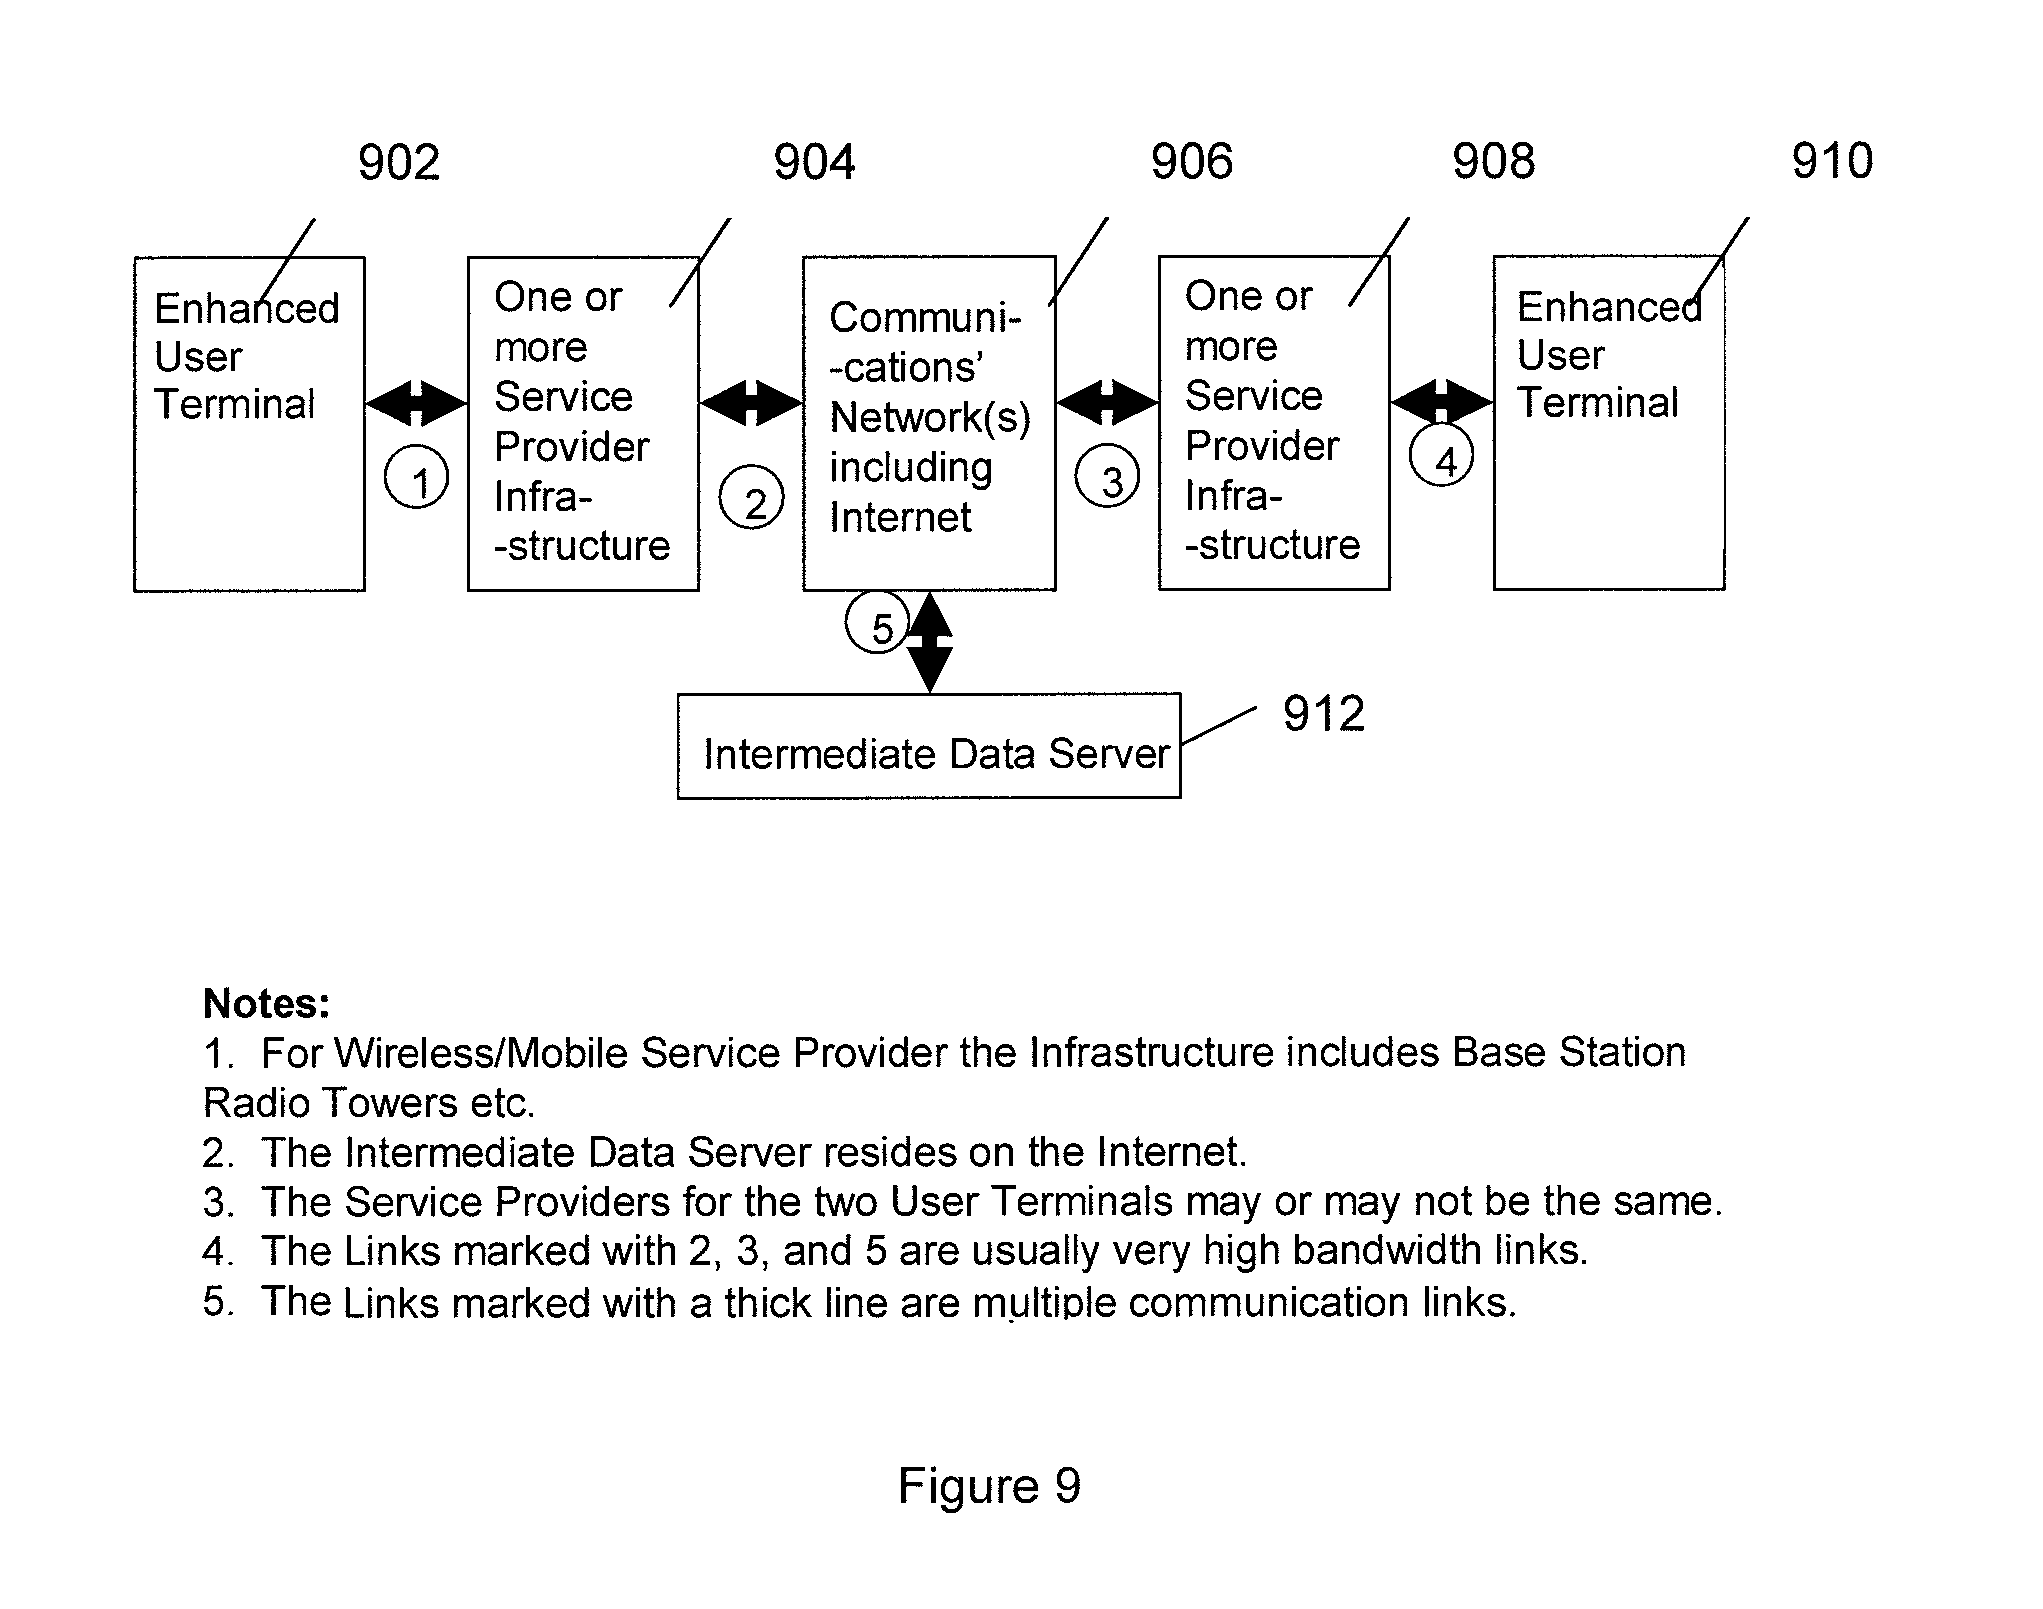 902
904
906
908
910
Enhanced
User
Terminal
One or
more
Service
Provider
Infra-
-structure
Communi-
-cations'
Network(s)
including
Internet
One or
more
Service
Provider
Infra-
-structure
Enhanced
User
Terminal
1
2
3
4
5
Intermediate Data Server
912
Notes:
1. For Wireless/Mobile Service Provider the Infrastructure includes Base Station
Radio Towers etc.
2. The Intermediate Data Server resides on the Internet.
3. The Service Providers for the two User Terminals may or may not be the same.
4. The Links marked with 2, 3, and 5 are usually very high bandwidth links.
5. The Links marked with a thick line are multiple communication links.
Figure 9